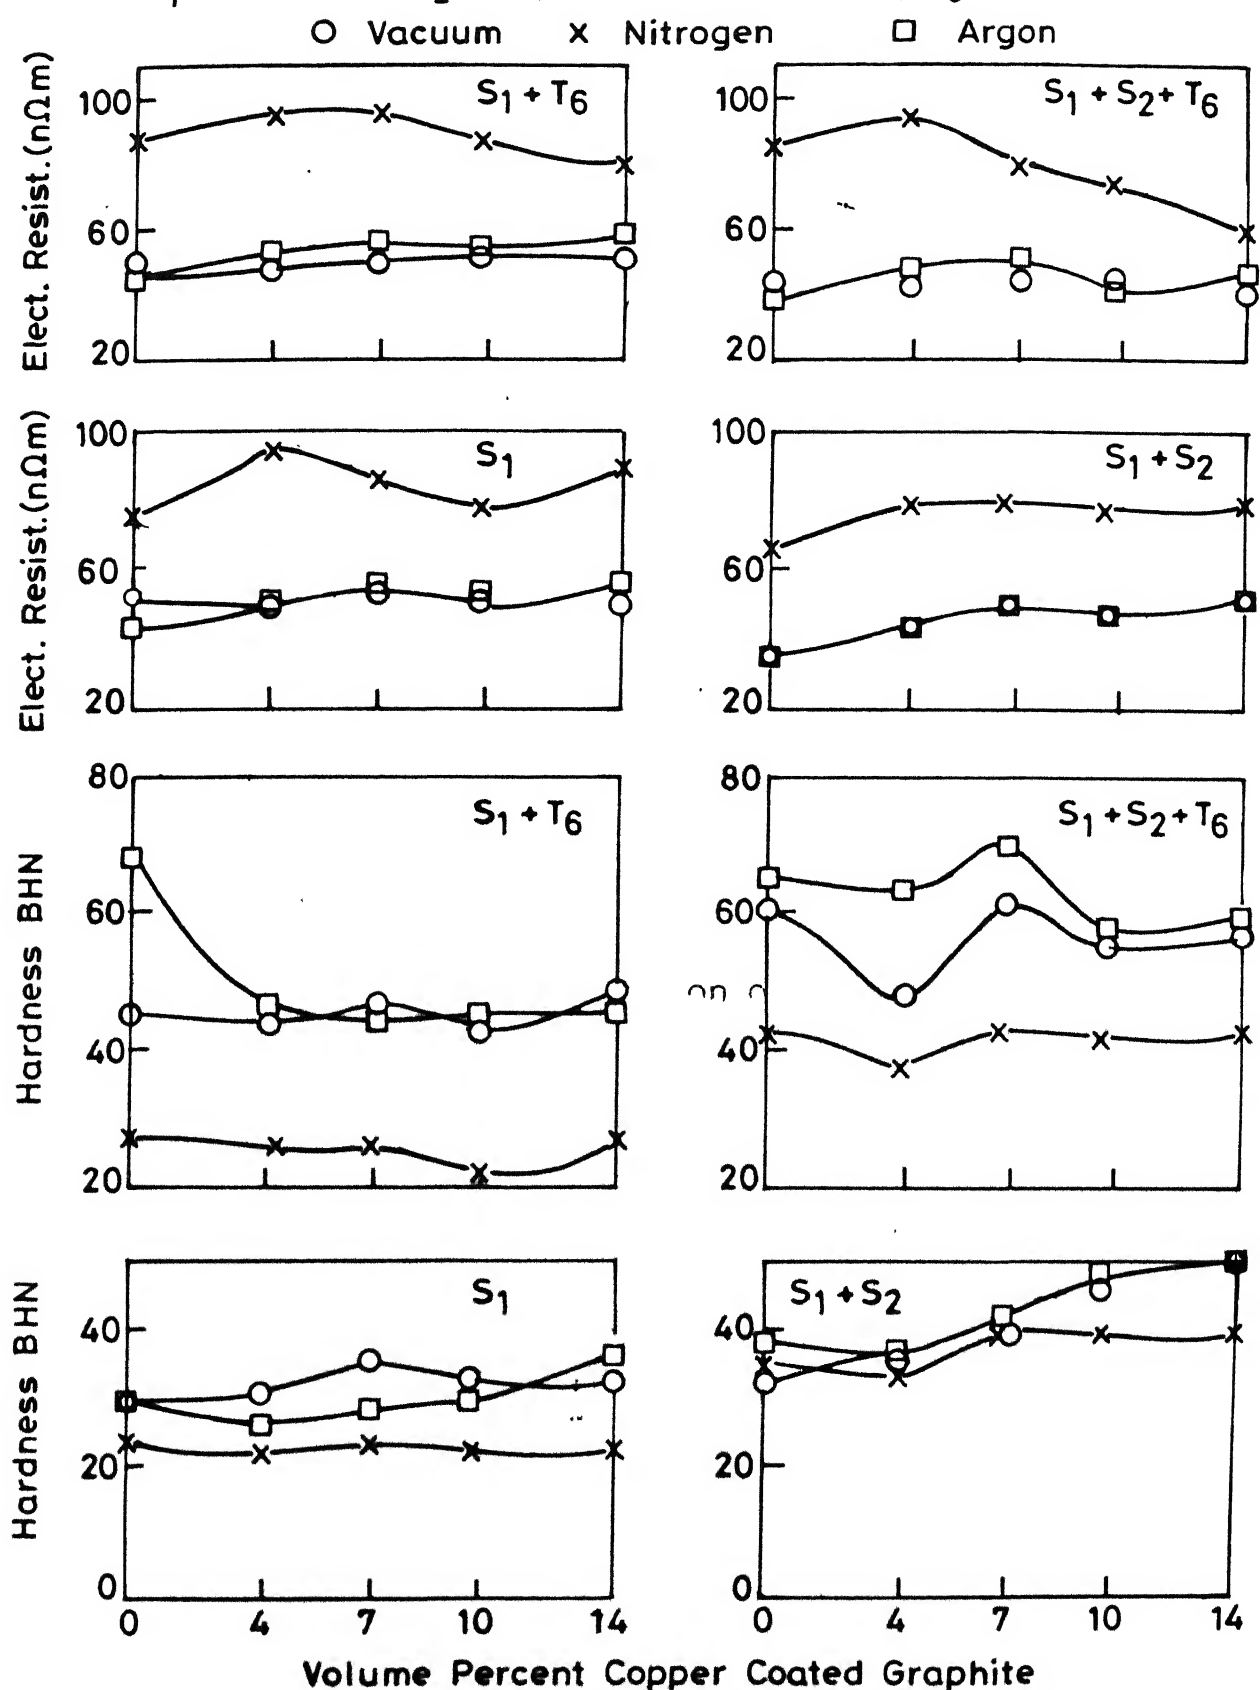 Vacuum × Nitrogen Argon
S1 + T6
S1 + S2 + T6
Elect. Resist.(nΩm)
100
60
20
100
60
20
S1
S1 + S2
Elect. Resist.(nΩm)
100
60
20
100
60
20
S1 + T6
S1 + S2 + T6
Hardness BHN
80
60
40
20
80
60
40
20
S1
S1 + S2
Hardness BHN
40
20
0
40
20
0
0 4 7 10 14
0 4 7 10 14
Volume Percent Copper Coated Graphite